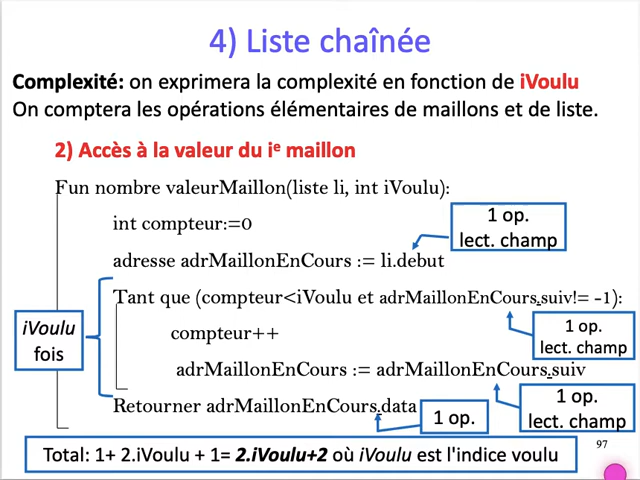 4) Liste chaînée
Complexité: on exprimera la complexité en fonction de iVoulu
On comptera les opérations élémentaires de maillons et de liste.
2) Accès à la valeur du iᵉ maillon
Fun nombre valeurMaillon(liste li, int iVoulu):
int compteur:=0
1 op.
lect. champ
adresse adrMaillonEnCours := li.debut
Tant que (compteur<iVoulu et adrMaillonEnCours.suiv!= -1):
iVoulu
fois
compteur++
1 op.
lect. champ
adrMaillonEnCours := adrMaillonEnCours.suiv
Retourner adrMaillonEnCours.data
1 op.
1 op.
lect. champ
Total: 1+ 2.iVoulu + 1= 2.iVoulu+2 où iVoulu est l'indice voulu
97